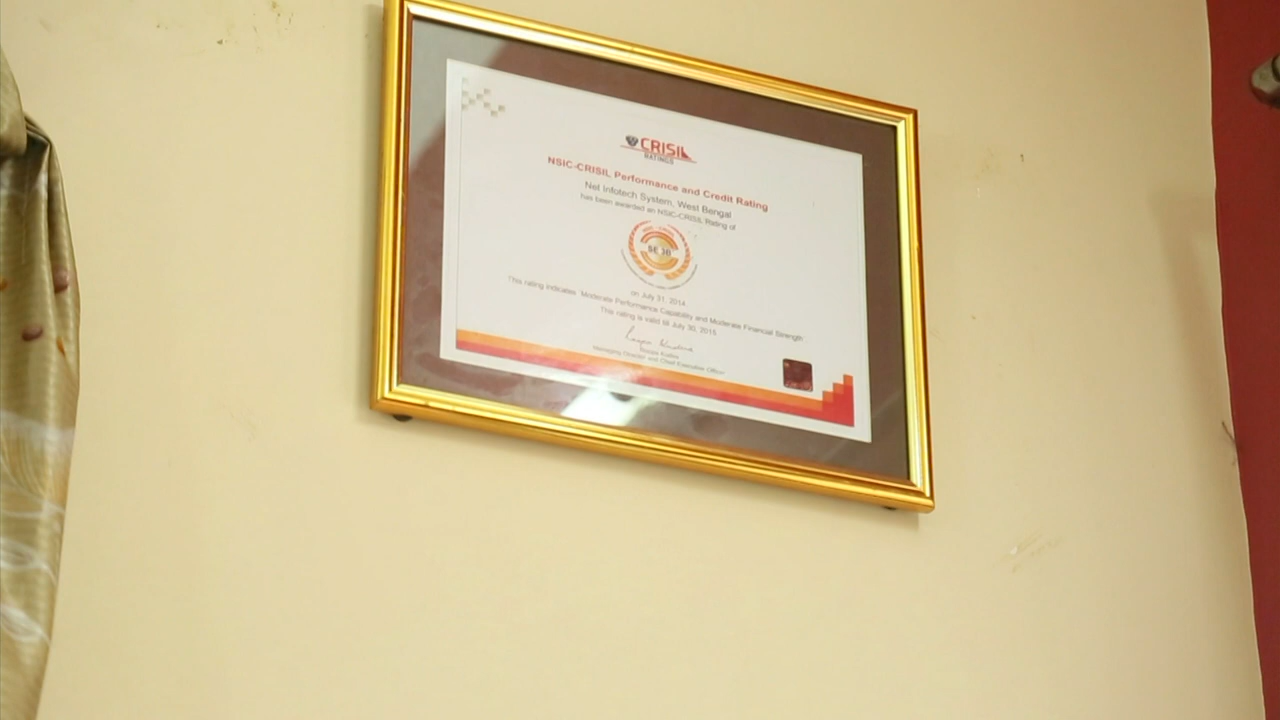 CRISIL
RATINGS
NSIC-CRISIL Performance and Credit Rating
Net Infotech System, West Bengal
has been awarded an NSIC-CRISIL Rating of
SE 3B
on July 31, 2014
This rating indicates 'Moderate Performance Capability and Moderate Financial Strength'
This rating is valid till July 30, 2015
Managing Director and Chief Executive Officer